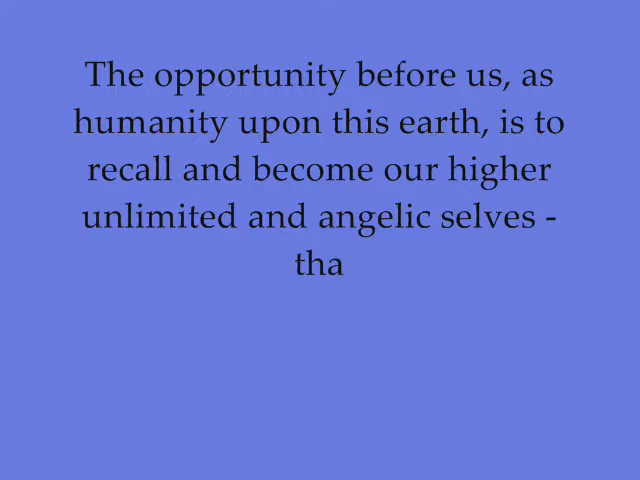 The opportunity before us, as
humanity upon this earth, is to
recall and become our higher
unlimited and angelic selves -
tha